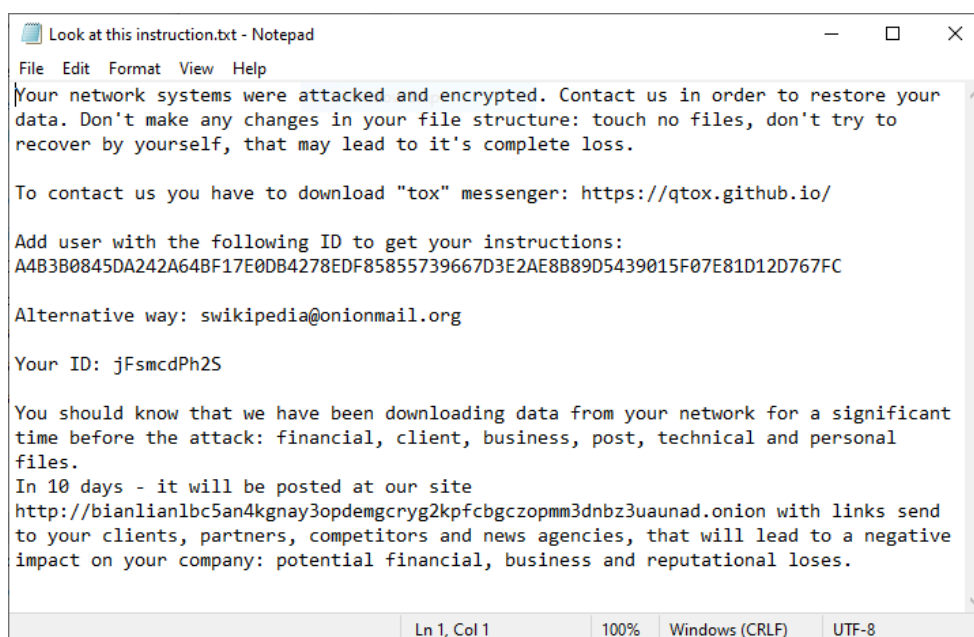 Look at this instruction.txt - Notepad
File Edit Format View Help
Your network systems were attacked and encrypted. Contact us in order to restore your
data. Don't make any changes in your file structure: touch no files, don't try to
recover by yourself, that may lead to it's complete loss.
To contact us you have to download "tox" messenger: https://qtox.github.io/
Add user with the following ID to get your instructions:
A4B3B0845DA242A64BF17E0DB4278EDF85855739667D3E2AE8B89D5439015F07E81D12D767FC
Alternative way: swikipedia@onionmail.org
Your ID: jFsmcdPh2S
You should know that we have been downloading data from your network for a significant
time before the attack: financial, client, business, post, technical and personal
files.
In 10 days - it will be posted at our site
http://bianlianlbc5an4kgnay3opdemgcryg2kpfcbgczopmm3dnbz3uaunad.onion with links send
to your clients, partners, competitors and news agencies, that will lead to a negative
impact on your company: potential financial, business and reputational loses.
Ln 1, Col 1 100% Windows (CRLF) UTF-8